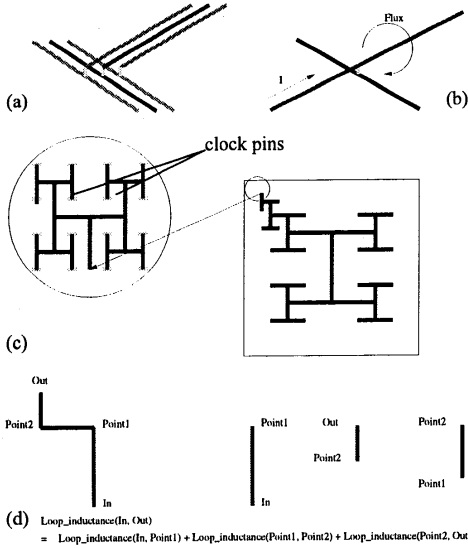 Flux
I
(a)
(b)
clock pins
(c)
Out
Point2
Point1
In
Point1
In
Out
Point2
Point2
Point1
(d) Loop_inductance(In, Out)
= Loop_inductance(In, Point1) + Loop_inductance(Point1, Point2) + Loop_inductance(Point2, Out